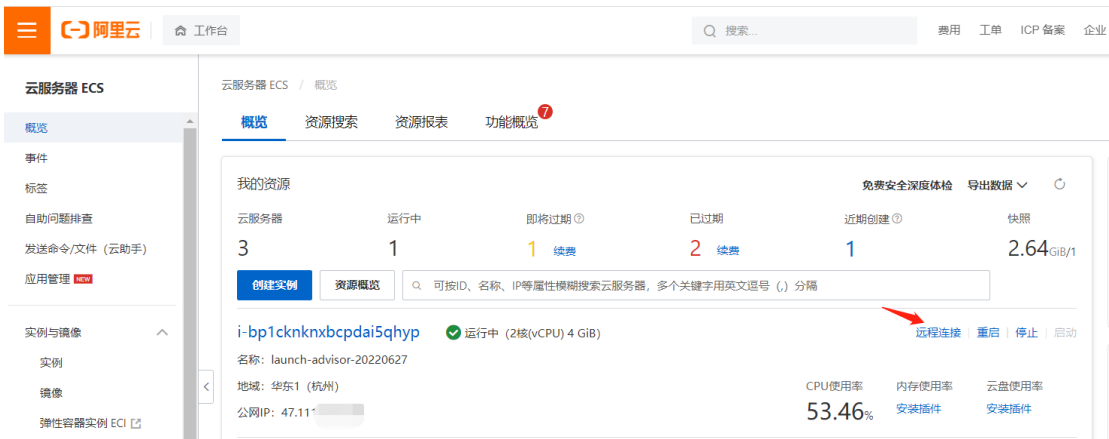 阿里云 工作台 搜索... 费用 工单 ICP 备案 企业
云服务器 ECS
概览
事件
标签
自助问题排查
发送命令/文件（云助手）
应用管理 NEW
实例与镜像
实例
镜像
弹性容器实例 ECI
云服务器 ECS / 概览
概览 资源搜索 资源报表 功能概览 7
我的资源 免费安全深度体检 导出数据
云服务器 运行中 即将过期 已过期 近期创建 快照
3 1 1 续费 2 续费 1 2.64GiB/1
创建实例 资源概览 可按ID、名称、IP等属性模糊搜索云服务器，多个关键字用英文逗号 (,) 分隔
i-bp1cknknxbcpdai5qhyp 运行中 (2核(vCPU) 4 GiB) 远程连接 重启 停止 启动
名称：launch-advisor-20220627
地域：华东1（杭州） CPU使用率 内存使用率 云盘使用率
公网IP：47.111 53.46% 安装插件 安装插件